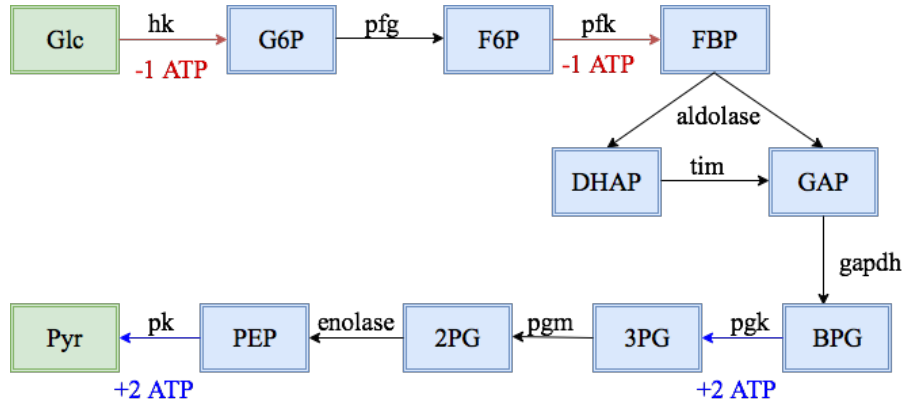 Glc
hk
-1 ATP
G6P
pfg
F6P
pfk
-1 ATP
FBP
aldolase
DHAP
tim
GAP
gapdh
BPG
pgk
+2 ATP
3PG
pgm
2PG
enolase
PEP
pk
+2 ATP
Pyr